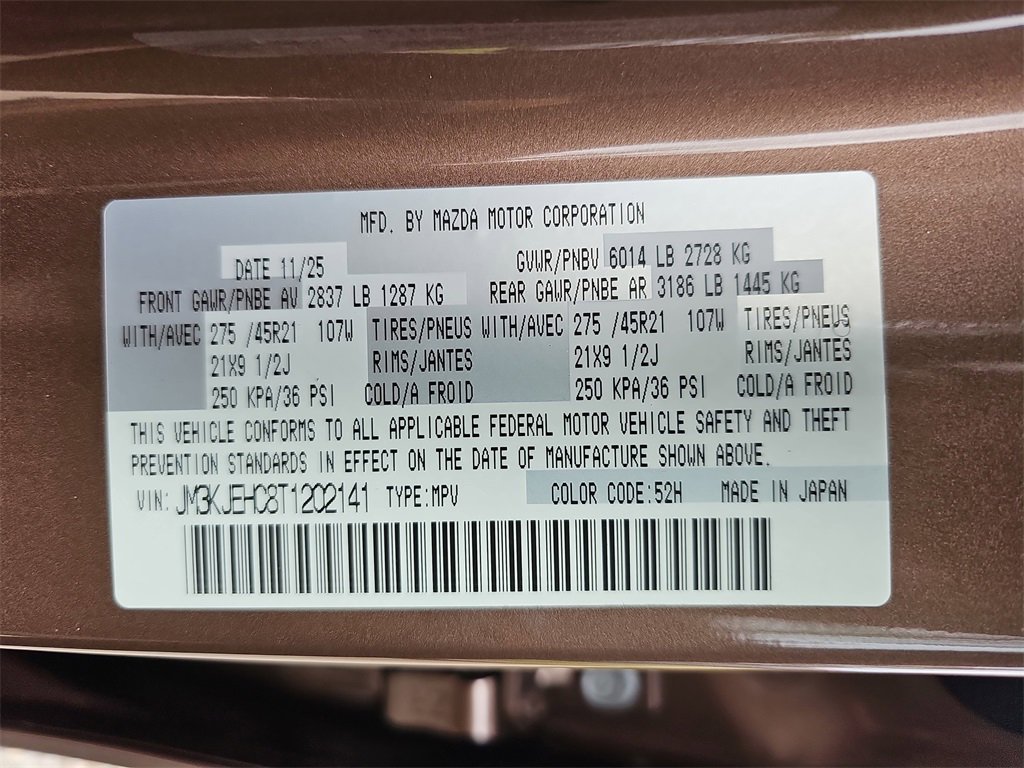 MFD. BY MAZDA MOTOR CORPORATION
DATE 11/25 GVWR/PNBV 6014 LB 2728 KG
FRONT GAWR/PNBE AV 2837 LB 1287 KG REAR GAWR/PNBE AR 3186 LB 1445 KG
WITH/AVEC 275 /45R21 107W TIRES/PNEUS WITH/AVEC 275 /45R21 107W TIRES/PNEUS
21X9 1/2J RIMS/JANTES 21X9 1/2J RIMS/JANTES
250 KPA/36 PSI COLD/A FROID 250 KPA/36 PSI COLD/A FROID
THIS VEHICLE CONFORMS TO ALL APPLICABLE FEDERAL MOTOR VEHICLE SAFETY AND THEFT
PREVENTION STANDARDS IN EFFECT ON THE DATE OF MANUFACTURE SHOWN ABOVE.
VIN: JM3KJEHC8T1202141 TYPE:MPV COLOR CODE:52H MADE IN JAPAN